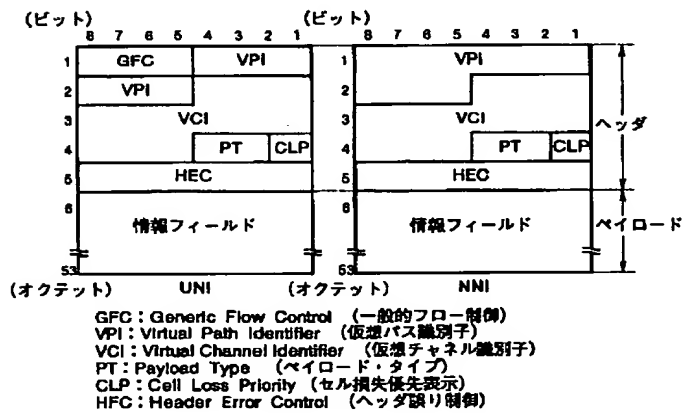 (ビット) (ビット)
8 7 6 5 4 3 2 1 8 7 6 5 4 3 2 1
1 GFC VPI 1 VPI
2 VPI 2
3 VCI 3 VCI
4 PT CLP 4 PT CLP
5 HEC 5 HEC
6 情報フィールド 6 情報フィールド
53 53
ヘッダ
ペイロード
(オクテット) UNI (オクテット) NNI
GFC:Generic Flow Control (一般的フロー制御)
VPI:Virtual Path Identifier (仮想パス識別子)
VCI:Virtual Channel Identifier (仮想チャネル識別子)
PT:Payload Type (ペイロード・タイプ)
CLP:Cell Loss Priority (セル損失優先表示)
HFC:Header Error Control (ヘッダ誤り制御)